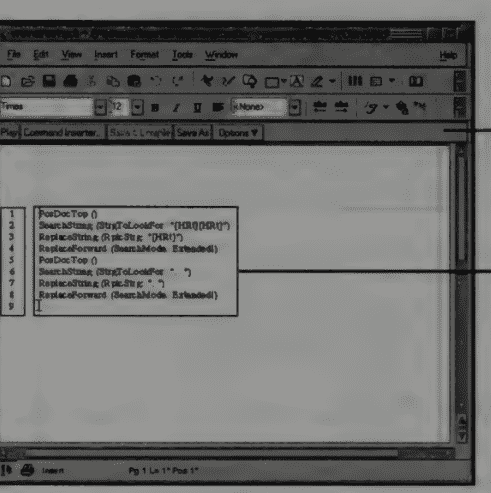 File Edit View Insert Format Tools Window Help
Times 12 <None>
Play Command Inserter... Save As Options ▼
1 PosDocTop ()
2 SearchString (StrgToLookFor: "[HRt][HRt]")
3 ReplaceString (RplcStrg: "[HRt]")
4 ReplaceForward (SearchMode: Extended!)
5 PosDocTop ()
6 SearchString (StrgToLookFor: ".  ")
7 ReplaceString (RplcStrg: ". ")
8 ReplaceForward (SearchMode: Extended!)
9
Insert Pg 1 Ln 1" Pos 1"